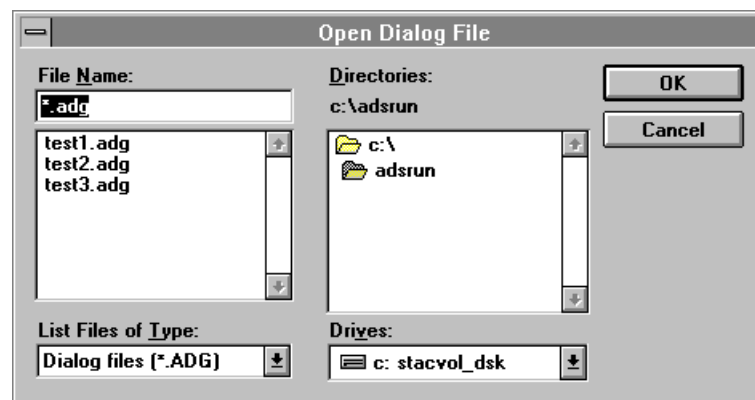 Open Dialog File
File Name:
*.adg
test1.adg
test2.adg
test3.adg
List Files of Type:
Dialog files (*.ADG)
Directories:
c:\adsrun
c:\
adsrun
Drives:
c: stacvol_dsk
OK
Cancel